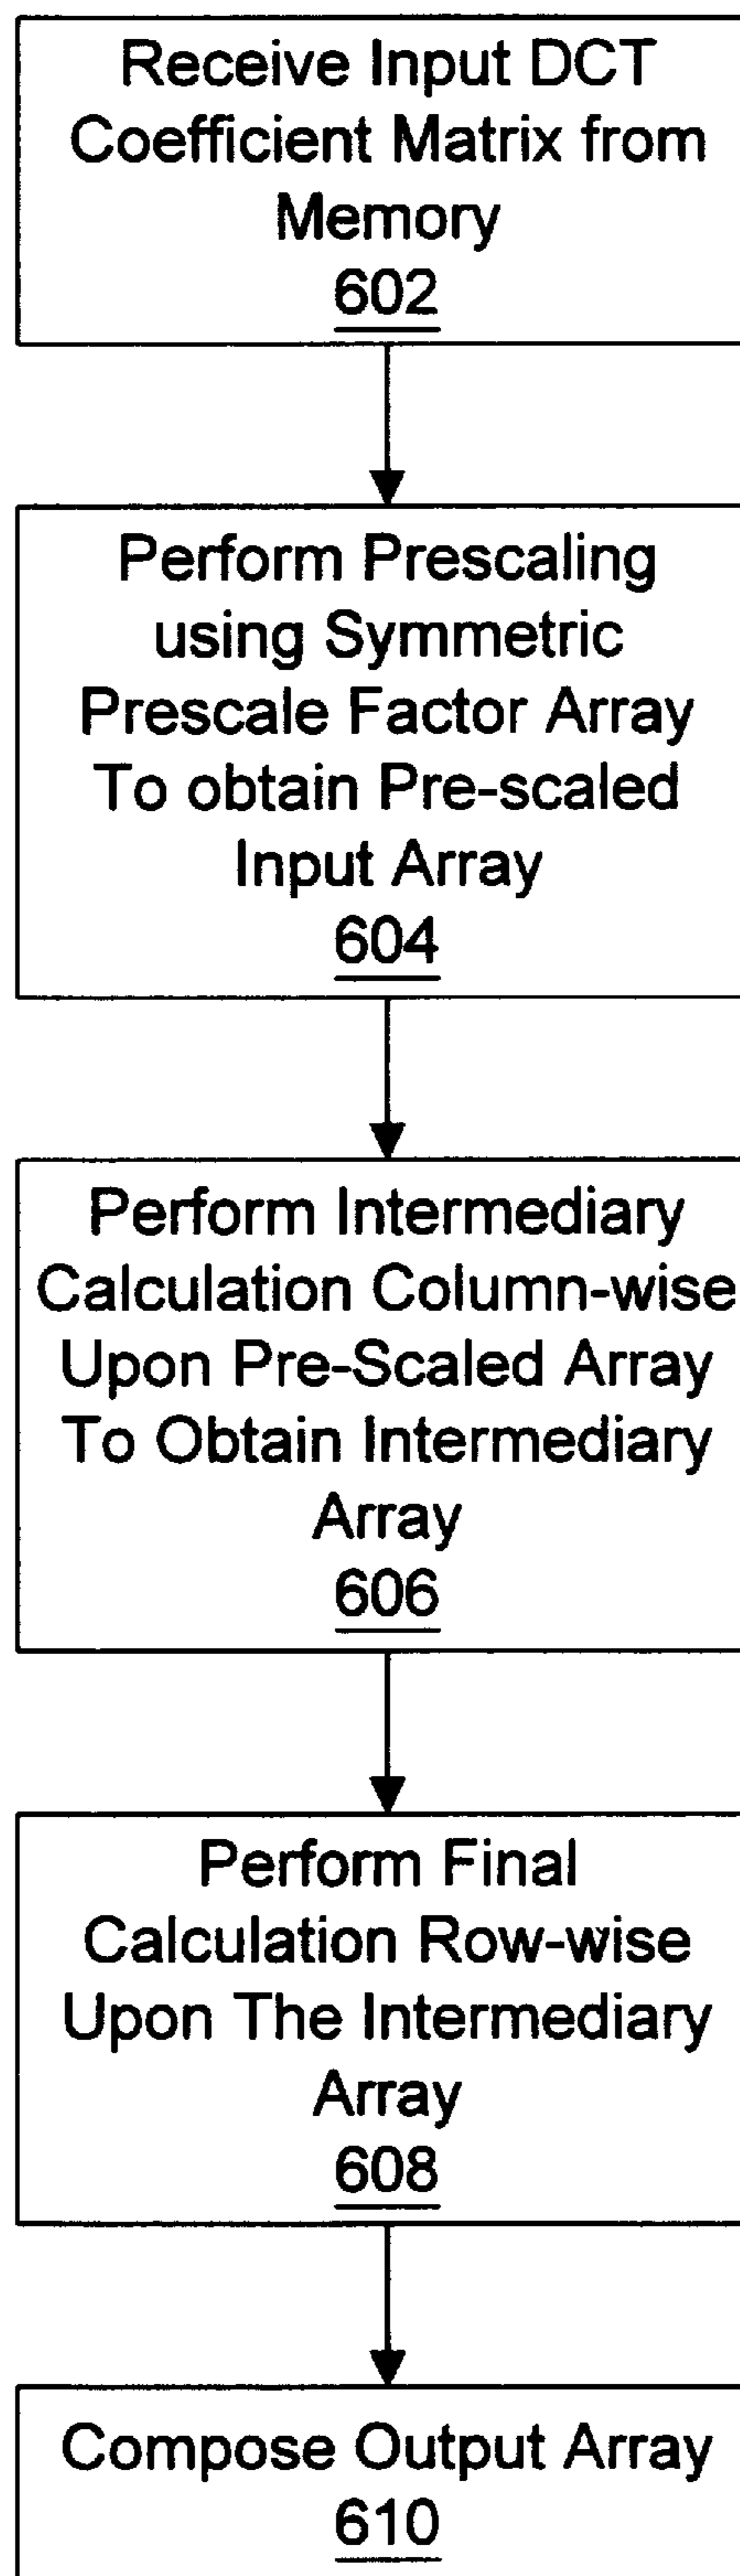 Receive Input DCT
Coefficient Matrix from
Memory
602
Perform Prescaling
using Symmetric
Prescale Factor Array
To obtain Pre-scaled
Input Array
604
Perform Intermediary
Calculation Column-wise
Upon Pre-Scaled Array
To Obtain Intermediary
Array
606
Perform Final
Calculation Row-wise
Upon The Intermediary
Array
608
Compose Output Array
610